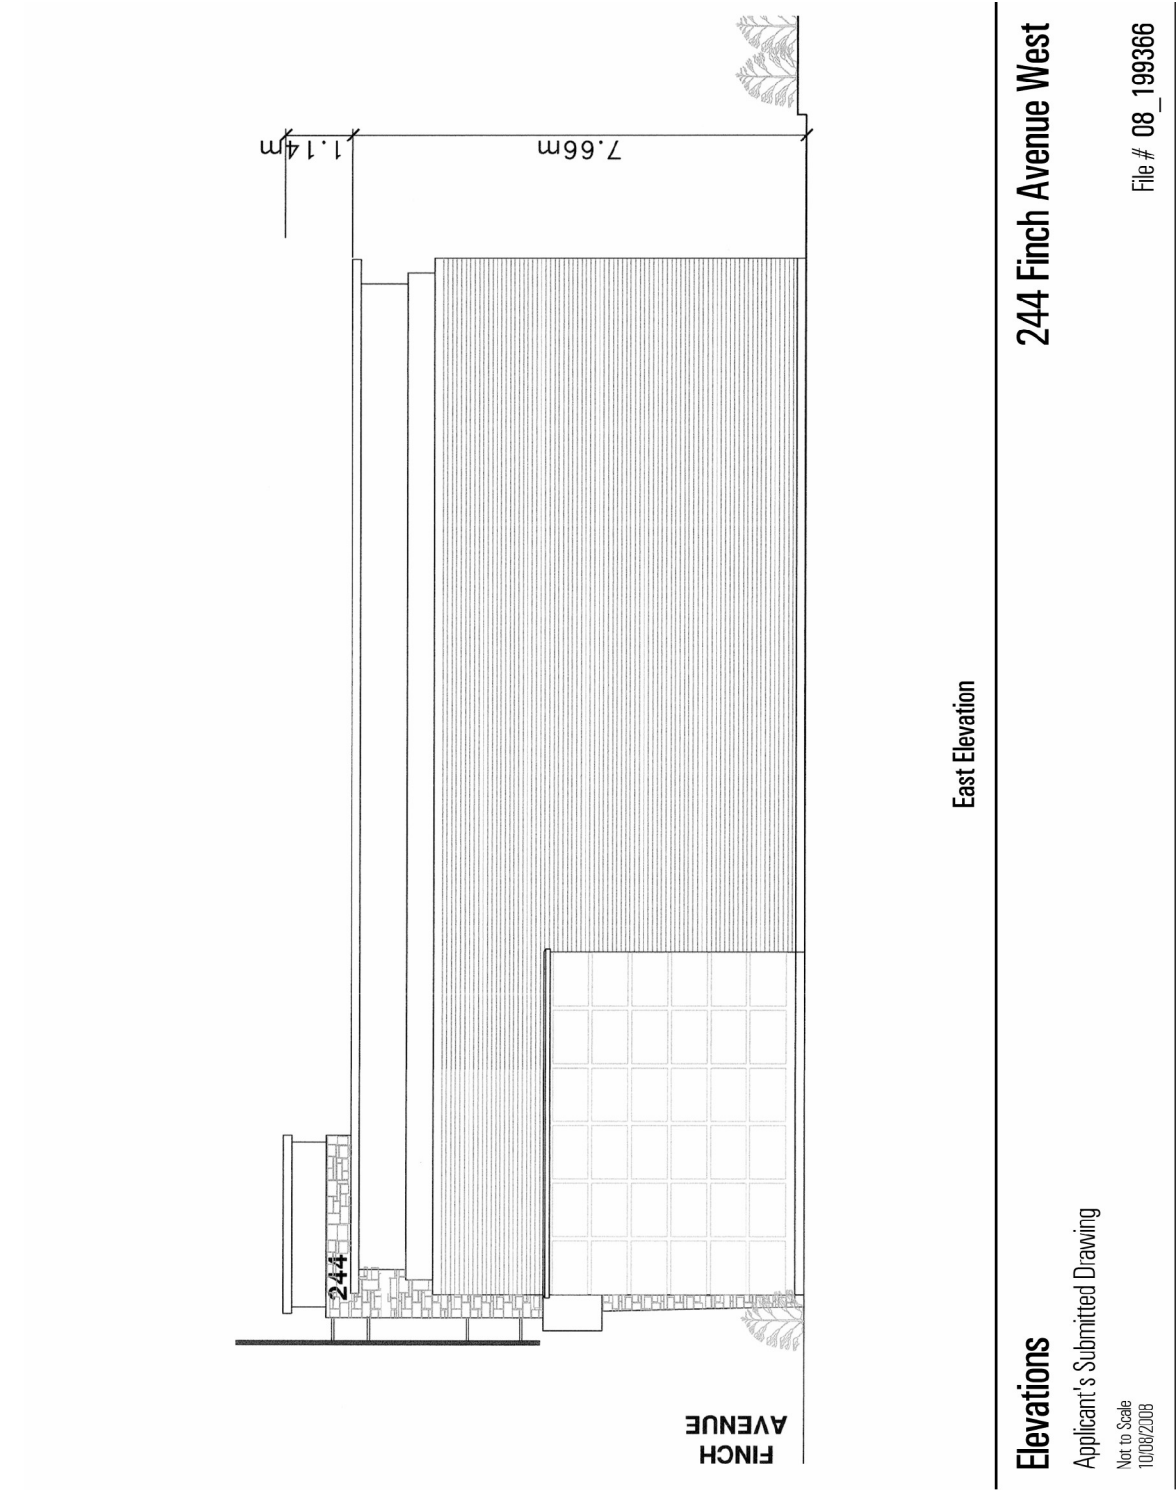 1.14m
7.66m
244
FINCH
AVENUE
East Elevation
Elevations
244 Finch Avenue West
Applicant's Submitted Drawing
Not to Scale
10/08/2008
File # 08_199366